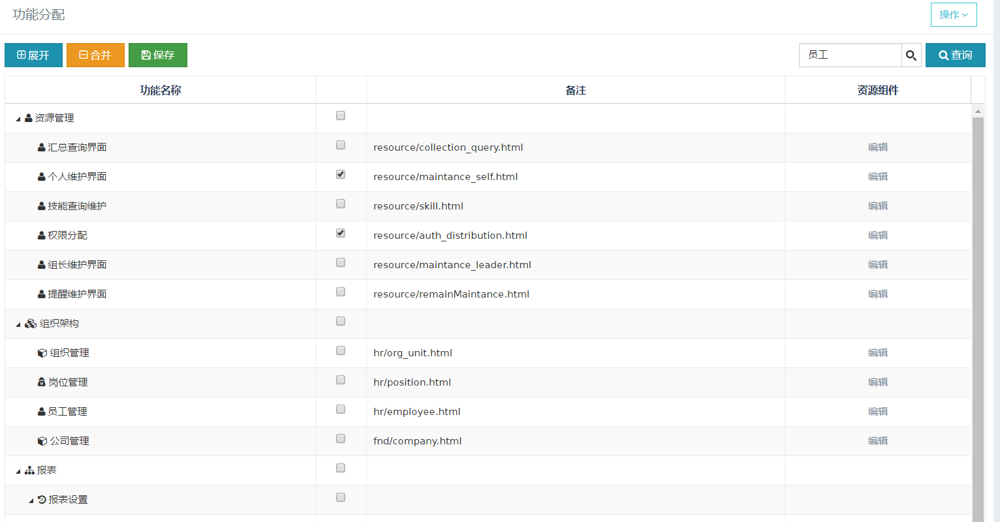 功能分配
操作
展开 合并 保存 员工 查询
功能名称 备注 资源组件
资源管理
汇总查询界面 resource/collection_query.html 编辑
个人维护界面 resource/maintance_self.html 编辑
技能查询维护 resource/skill.html 编辑
权限分配 resource/auth_distribution.html 编辑
组长维护界面 resource/maintance_leader.html 编辑
提醒维护界面 resource/remainMaintance.html 编辑
组织架构
组织管理 hr/org_unit.html 编辑
岗位管理 hr/position.html 编辑
员工管理 hr/employee.html 编辑
公司管理 fnd/company.html 编辑
报表
报表设置